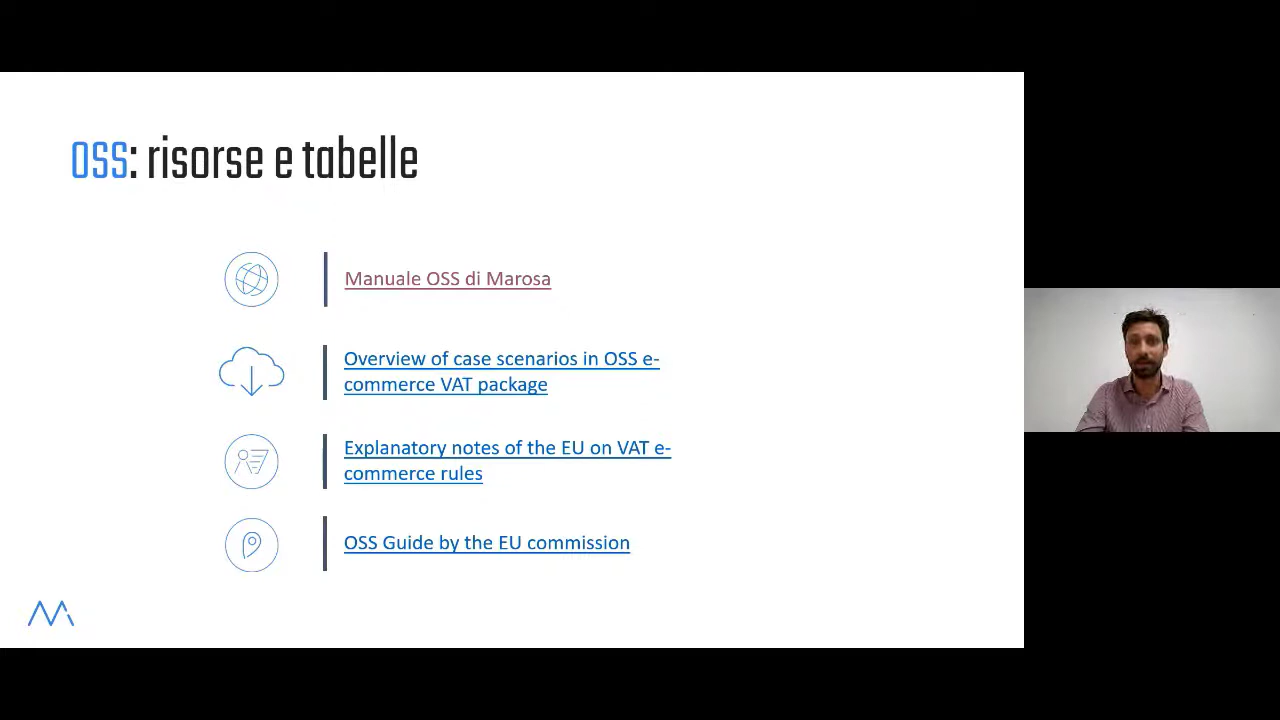 OSS: risorse e tabelle
Manuale OSS di Marosa
Overview of case scenarios in OSS e-
commerce VAT package
Explanatory notes of the EU on VAT e-
commerce rules
OSS Guide by the EU commission